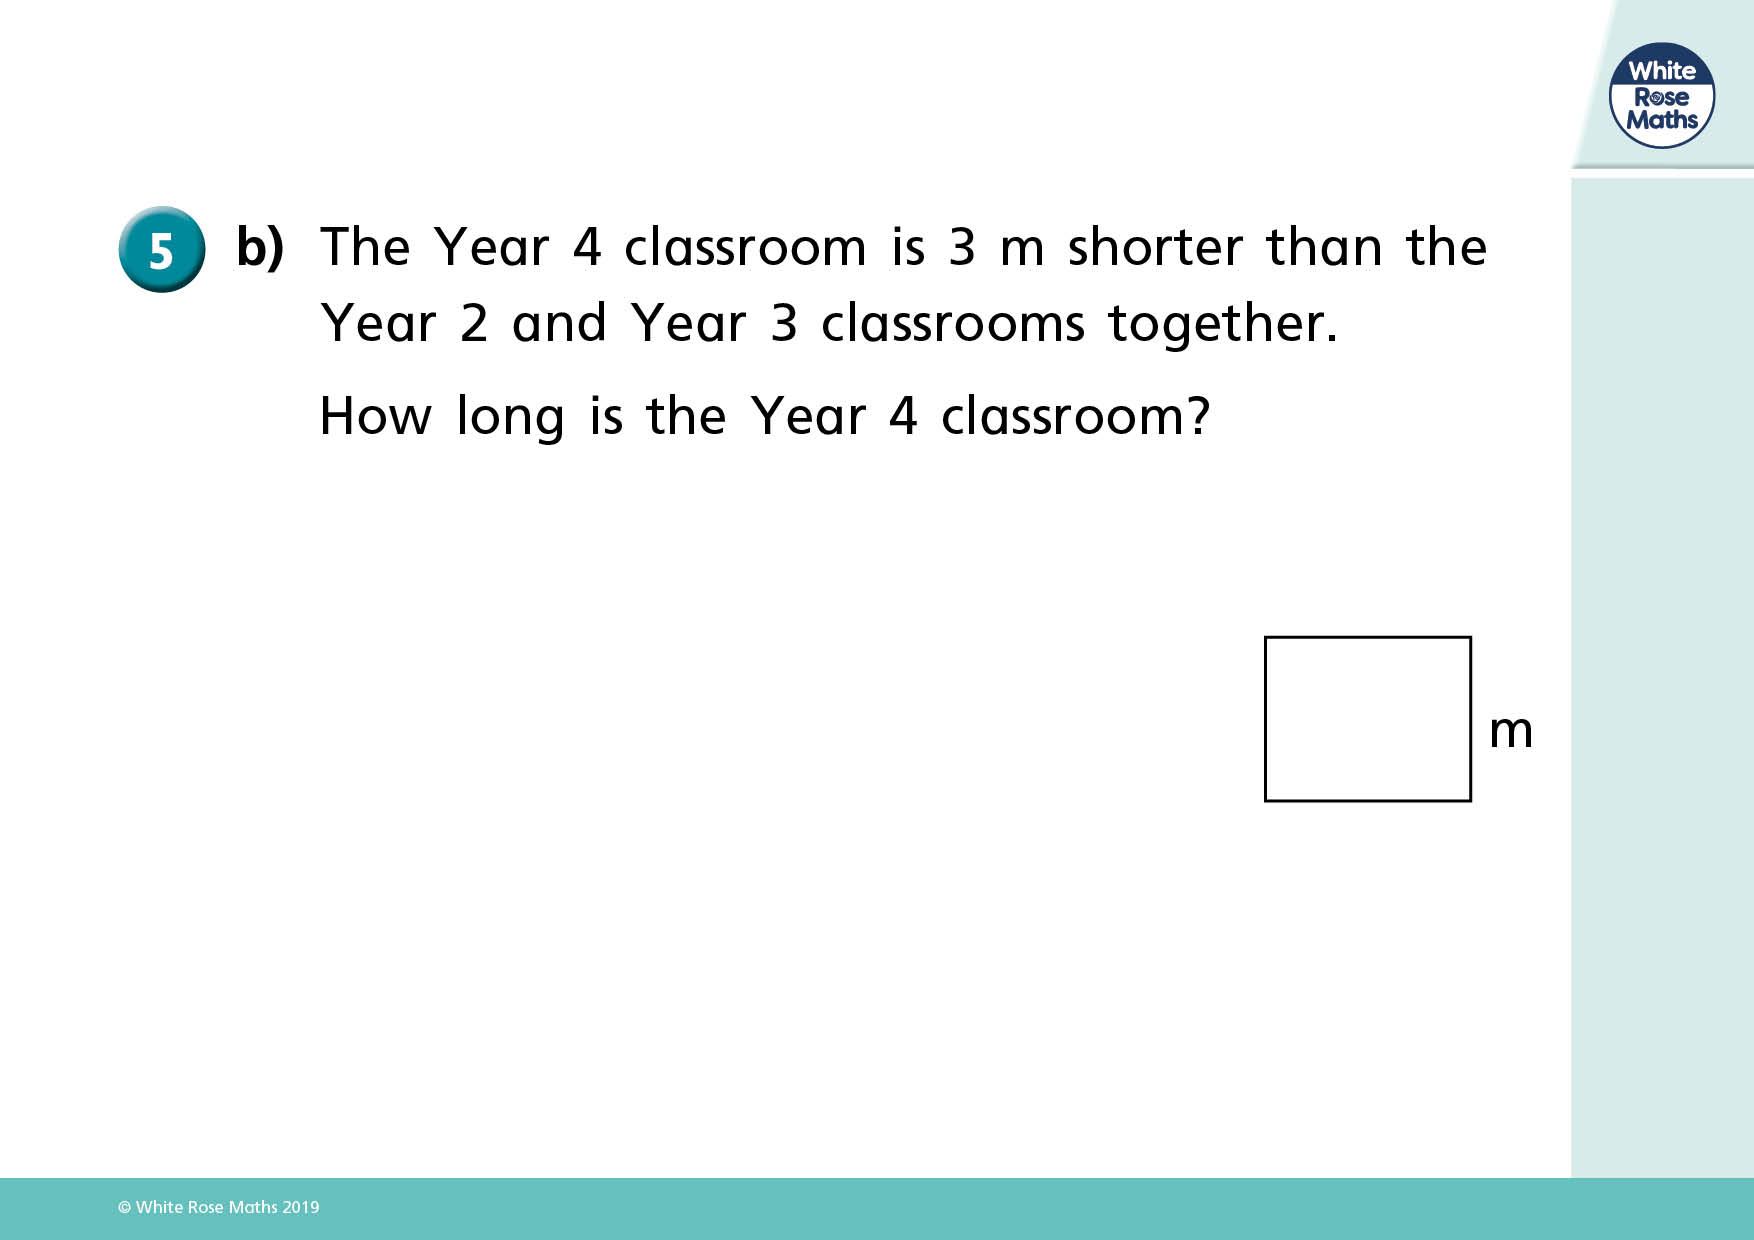 White
Rose
Maths
5 b) The Year 4 classroom is 3 m shorter than the
Year 2 and Year 3 classrooms together.
How long is the Year 4 classroom?
m
© White Rose Maths 2019